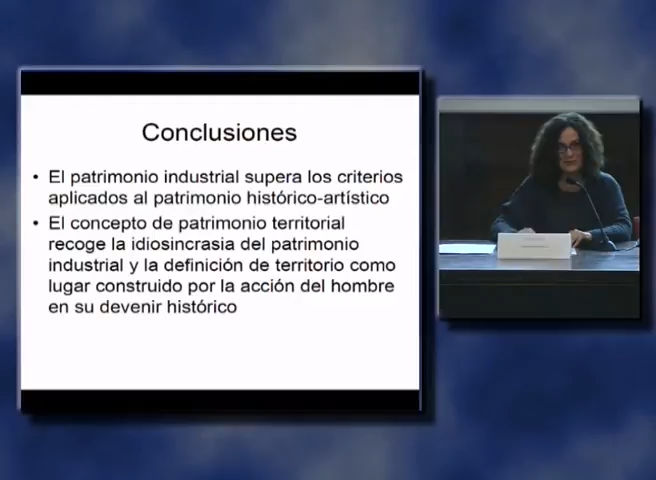 Conclusiones
• El patrimonio industrial supera los criterios
aplicados al patrimonio histórico-artístico
• El concepto de patrimonio territorial
recoge la idiosincrasia del patrimonio
industrial y la definición de territorio como
lugar construido por la acción del hombre
en su devenir histórico